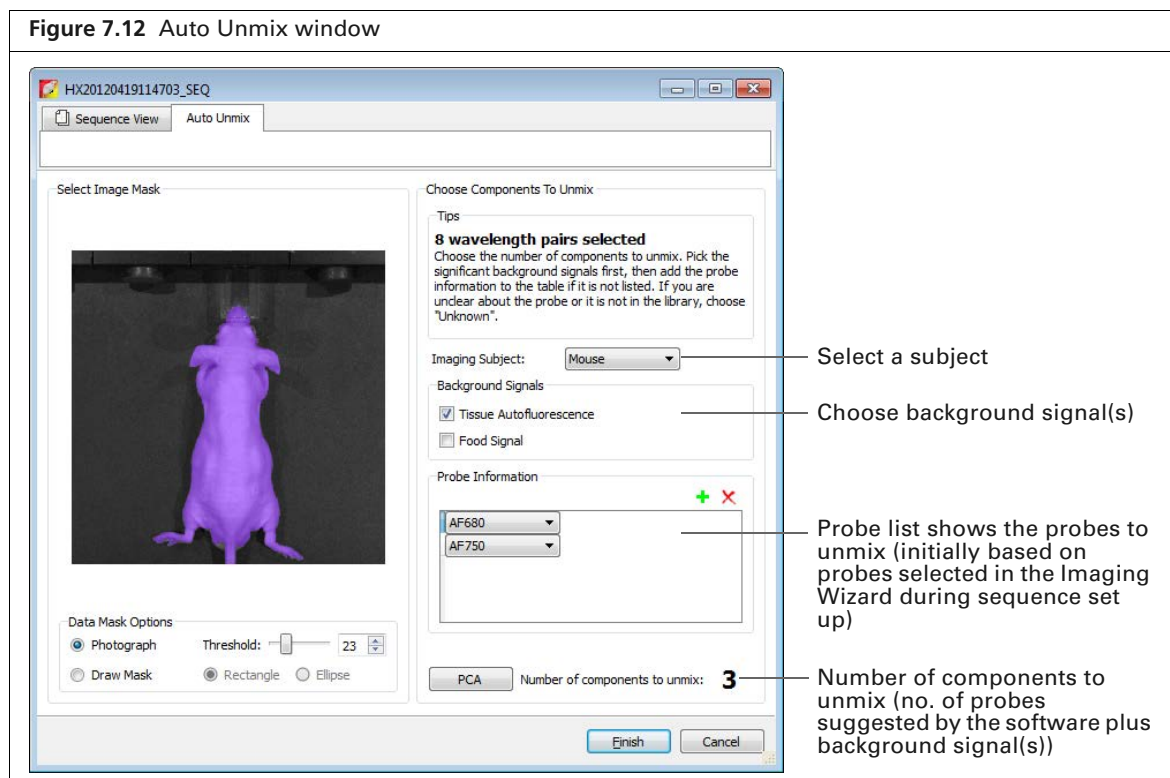 Figure 7.12 Auto Unmix window
HX20120419114703_SEQ
Sequence View
Auto Unmix
Select Image Mask
Data Mask Options
Photograph
Threshold:
23
Draw Mask
Rectangle
Ellipse
Choose Components To Unmix
Tips
8 wavelength pairs selected
Choose the number of components to unmix. Pick the
significant background signals first, then add the probe
information to the table if it is not listed. If you are
unclear about the probe or it is not in the library, choose
"Unknown".
Imaging Subject:
Mouse
Background Signals
Tissue Autofluorescence
Food Signal
Probe Information
AF680
AF750
PCA
Number of components to unmix:
3
Finish
Cancel
Select a subject
Choose background signal(s)
Probe list shows the probes to
unmix (initially based on
probes selected in the Imaging
Wizard during sequence set
up)
Number of components to
unmix (no. of probes
suggested by the software plus
background signal(s))